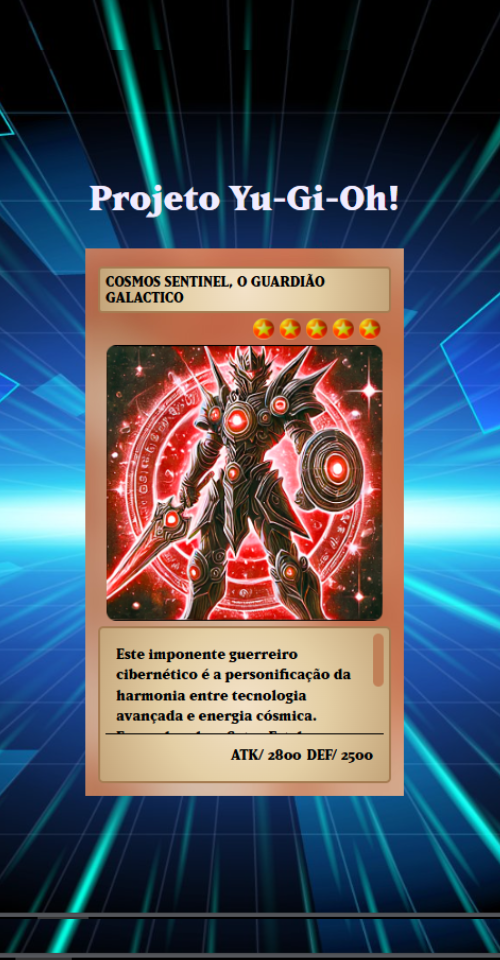 Projeto Yu-Gi-Oh!
COSMOS SENTINEL, O GUARDIÃO
GALACTICO
Este imponente guerreiro
cibernético é a personificação da
harmonia entre tecnologia
avançada e energia cósmica.
ATK/ 2800 DEF/ 2500